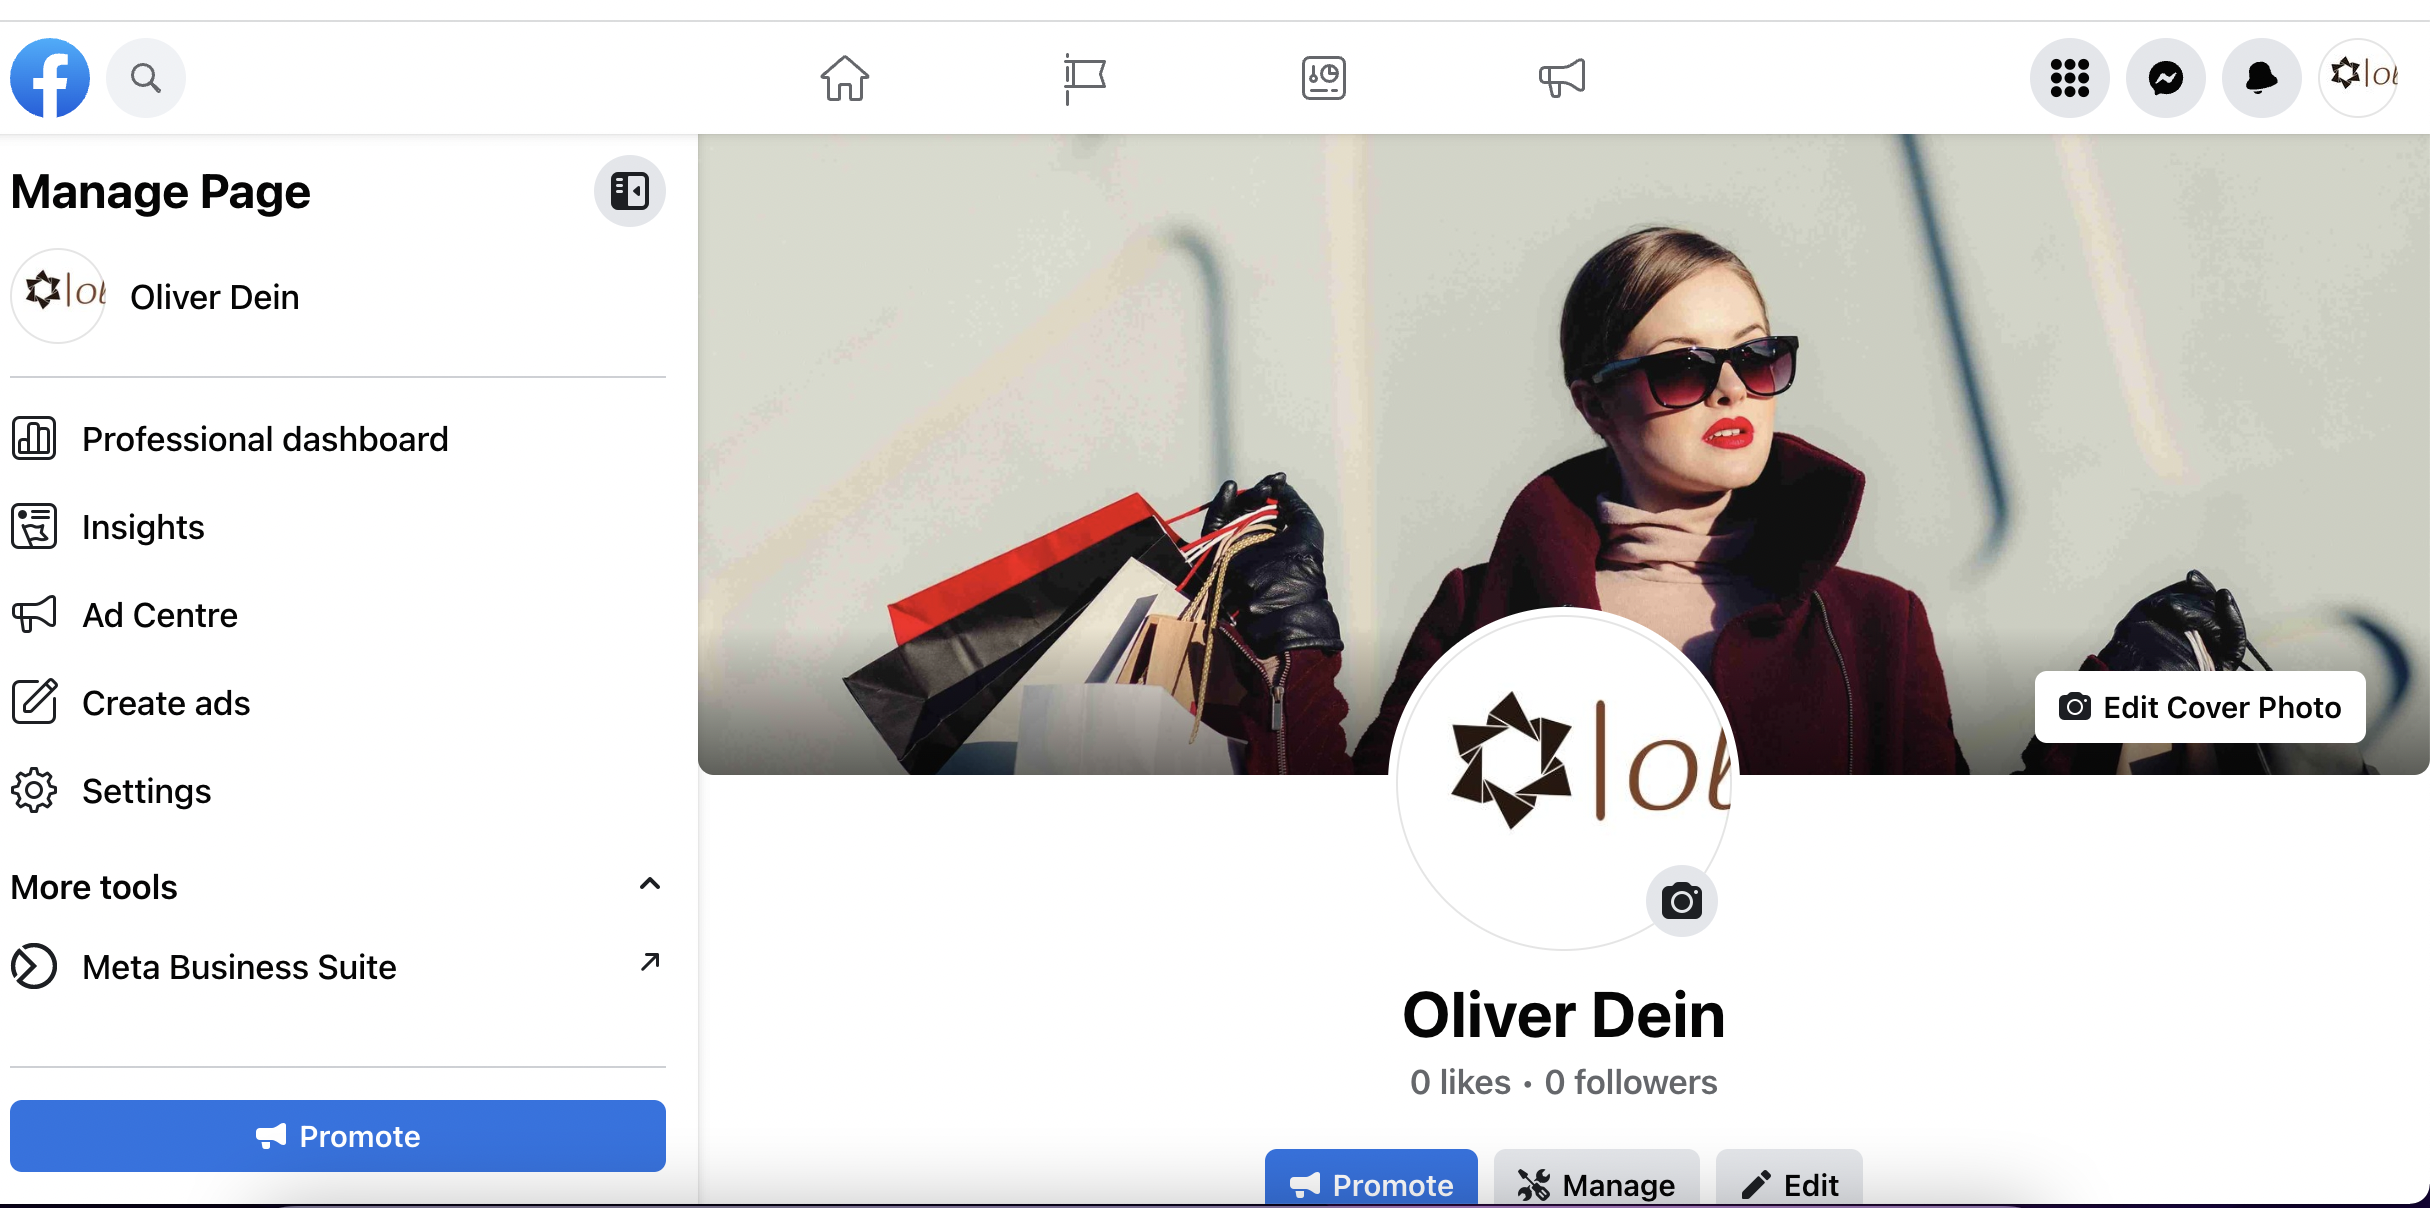 Manage Page
Oliver Dein
Professional dashboard
Insights
Ad Centre
Create ads
Settings
More tools
Meta Business Suite
Promote
Edit Cover Photo
Oliver Dein
0 likes • 0 followers
Promote
Manage
Edit